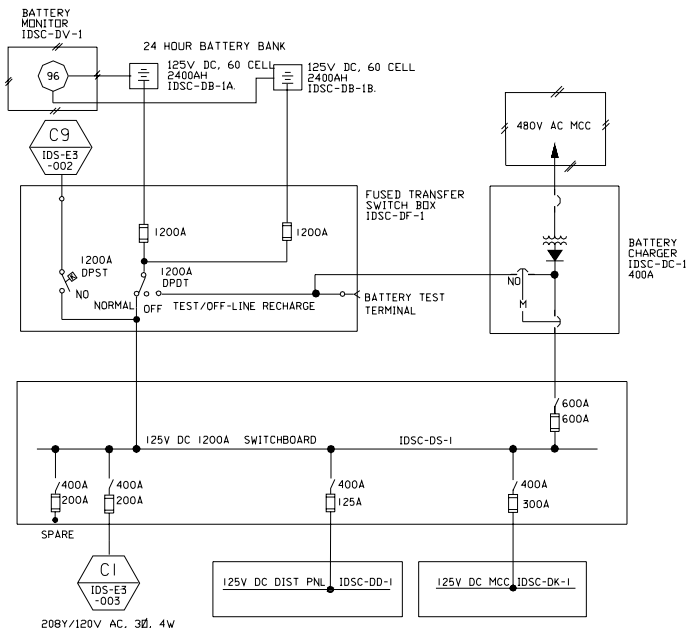 BATTERY
MONITOR
IDSC-DV-1
24 HOUR BATTERY BANK
96
125V DC, 60 CELL
2400AH
IDSC-DB-1A.
125V DC, 60 CELL
2400AH
IDSC-DB-1B.
480V AC MCC
C9
IDS-E3
-002
FUSED TRANSFER
SWITCH BOX
IDSC-DF-1
1200A
1200A
BATTERY
CHARGER
IDSC-DC-1
400A
1200A
DPST
NO
1200A
DPDT
NORMAL
OFF
TEST/OFF-LINE RECHARGE
BATTERY TEST
TERMINAL
NO
M
600A
600A
125V DC 1200A SWITCHBOARD
IDSC-DS-1
400A
200A
400A
200A
400A
125A
400A
300A
SPARE
C1
IDS-E3
-003
208Y/120V AC, 3Ø, 4W
125V DC DIST PNL IDSC-DD-1
125V DC MCC IDSC-DK-1